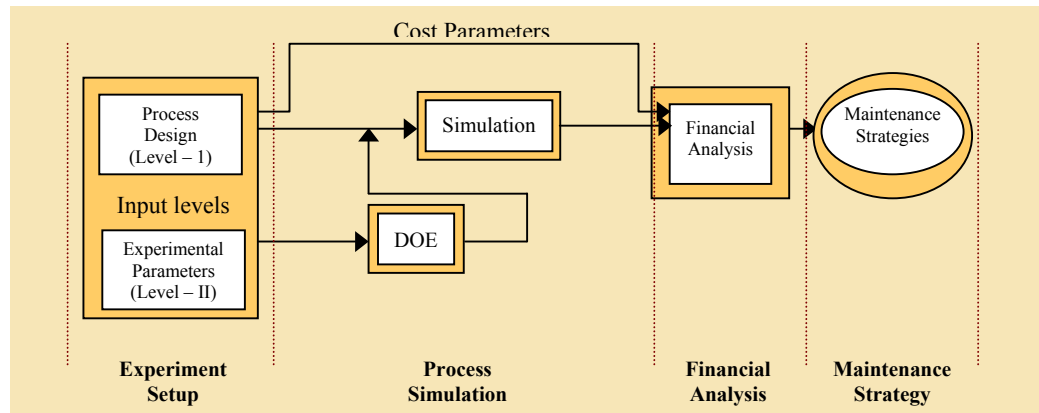 Cost Parameters
Process
Design
(Level – 1)
Input levels
Experimental
Parameters
(Level – II)
Simulation
DOE
Financial
Analysis
Maintenance
Strategies
Experiment
Setup
Process
Simulation
Financial
Analysis
Maintenance
Strategy